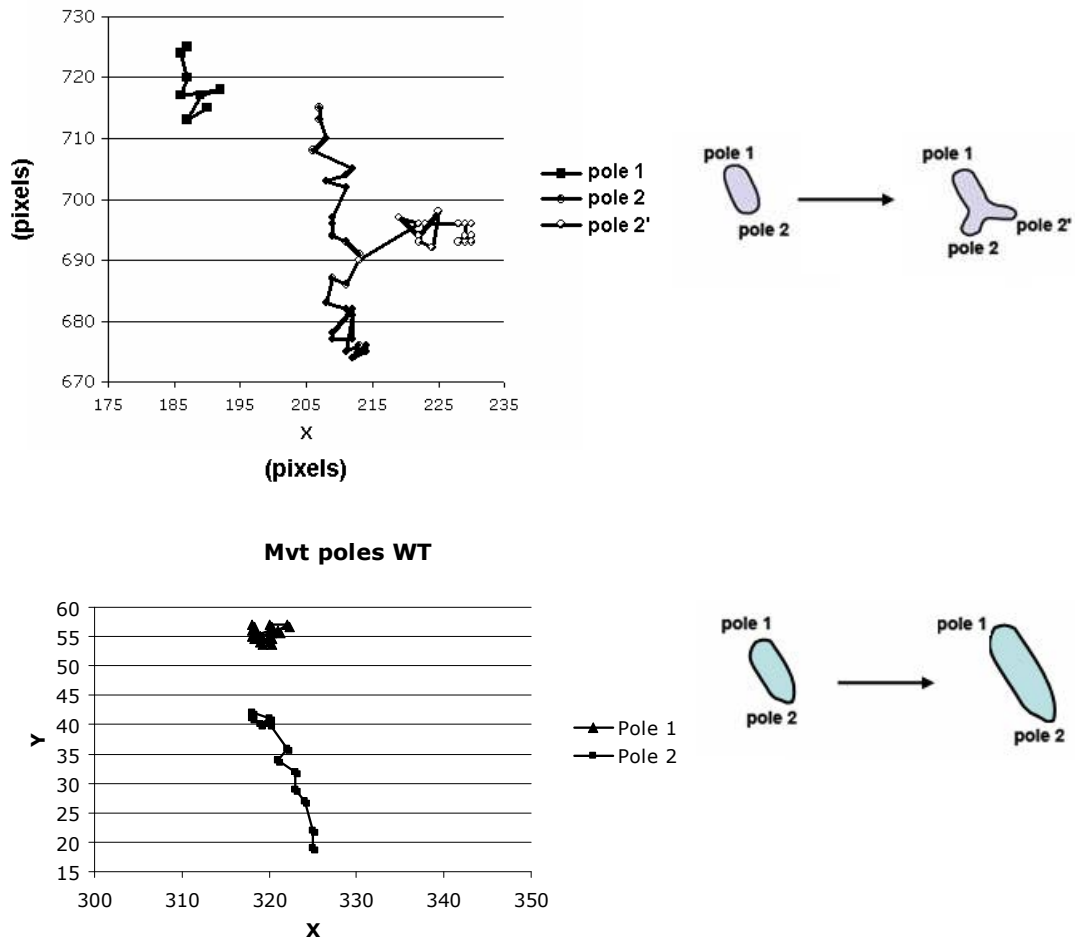 730
720
710
700
690
680
670
175 185 195 205 215 225 235
(pixels)
X
(pixels)
pole 1
pole 2
pole 2'
pole 1
pole 2
pole 1
pole 2'
pole 2
Mvt poles WT
60
55
50
45
40
35
30
25
20
15
300 310 320 330 340 350
Y
X
Pole 1
Pole 2
pole 1
pole 2
pole 1
pole 2